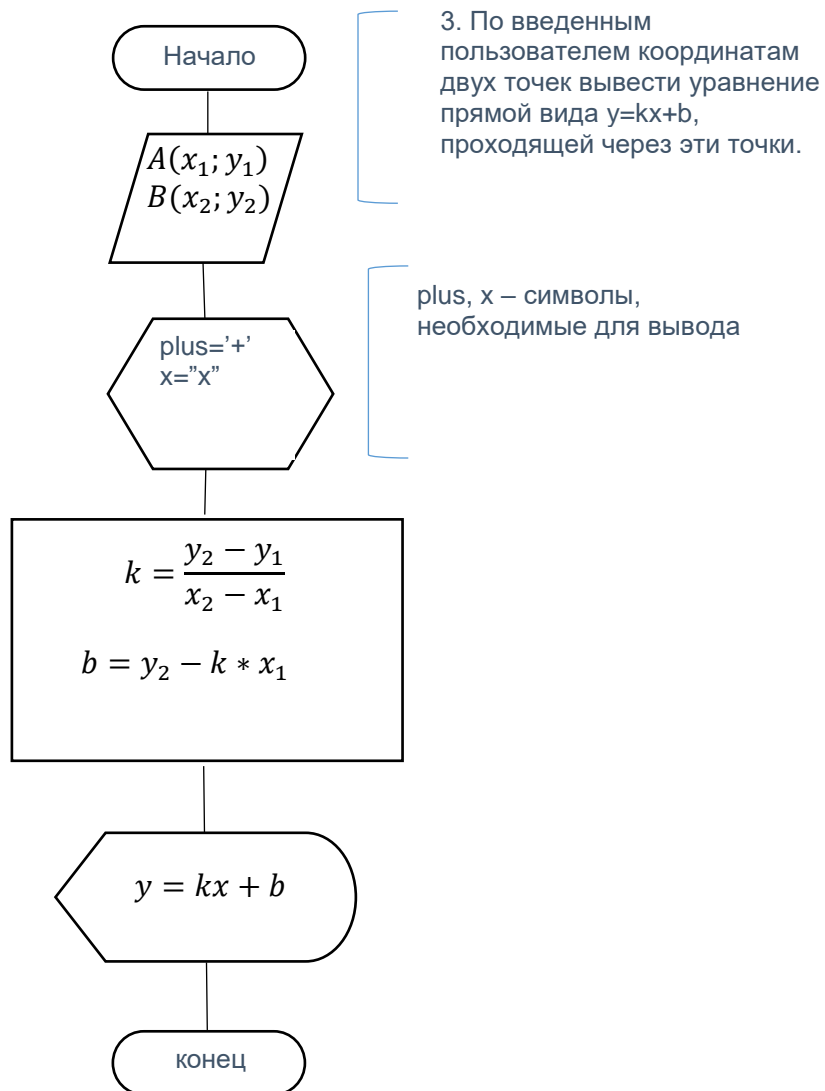 Начало
3. По введенным
пользователем координатам
двух точек вывести уравнение
прямой вида y=kx+b,
проходящей через эти точки.
A(x₁; y₁)
B(x₂; y₂)
plus, x – символы,
необходимые для вывода
plus=’+’
x=”x”
k = (y₂ − y₁)/(x₂ − x₁)
b = y₂ − k ∗ x₁
y = kx + b
конец